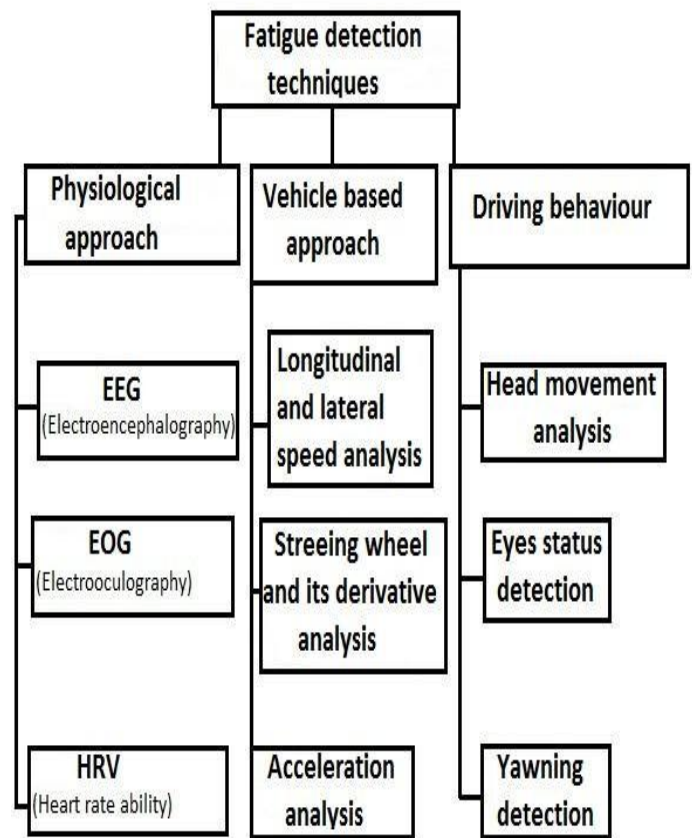 Fatigue detection
techniques
Physiological
approach
Vehicle based
approach
Driving behaviour
EEG
(Electroencephalography)
Longitudinal
and lateral
speed analysis
Head movement
analysis
EOG
(Electrooculography)
Streeing wheel
and its derivative
analysis
Eyes status
detection
HRV
(Heart rate ability)
Acceleration
analysis
Yawning
detection